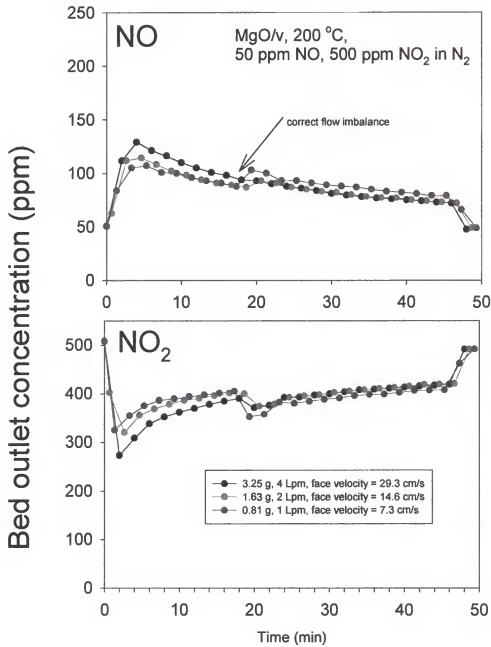 NO
MgO/v, 200 °C,
50 ppm NO, 500 ppm NO₂ in N₂
correct flow imbalance
250
200
150
100
50
0
0 10 20 30 40 50
Bed outlet concentration (ppm)
NO₂
500
400
300
200
100
0
3.25 g, 4 Lpm, face velocity = 29.3 cm/s
1.63 g, 2 Lpm, face velocity = 14.6 cm/s
0.81 g, 1 Lpm, face velocity = 7.3 cm/s
0 10 20 30 40 50
Time (min)